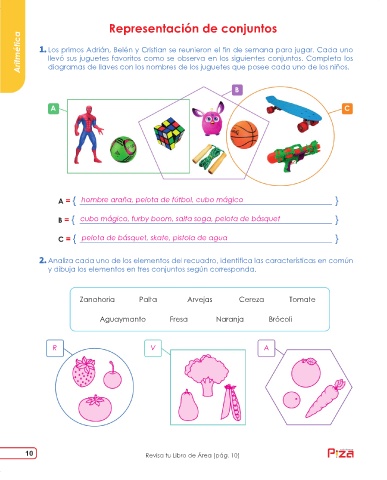 Aritmética
Representación de conjuntos
1. Los primos Adrián, Belén y Cristian se reunieron el fin de semana para jugar. Cada uno
llevó sus juguetes favoritos como se observa en los siguientes conjuntos. Completa los
diagramas de llaves con los nombres de los juguetes que posee cada uno de los niños.
B
A
C
A = { hombre araña, pelota de fútbol, cubo mágico }
B = { cubo mágico, furby boom, salta soga, pelota de básquet }
C = { pelota de básquet, skate, pistola de agua }
2. Analiza cada uno de los elementos del recuadro, identifica las características en común
y dibuja los elementos en tres conjuntos según corresponda.
Zanahoria Palta Arvejas Cereza Tomate
Aguaymanto Fresa Naranja Brócoli
R V A
10
Revisa tu Libro de Área (pág. 10)
Pizza